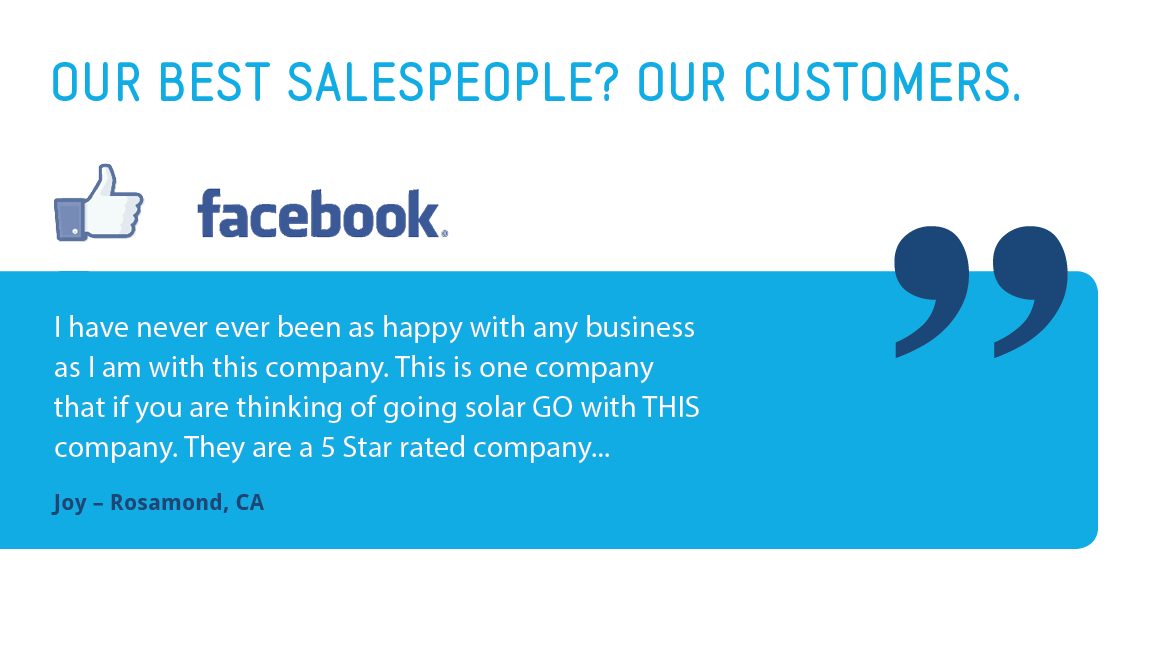 OUR BEST SALESPEOPLE? OUR CUSTOMERS.
facebook®
I have never ever been as happy with any business
as I am with this company. This is one company
that if you are thinking of going solar GO with THIS
company. They are a 5 Star rated company...
Joy – Rosamond, CA